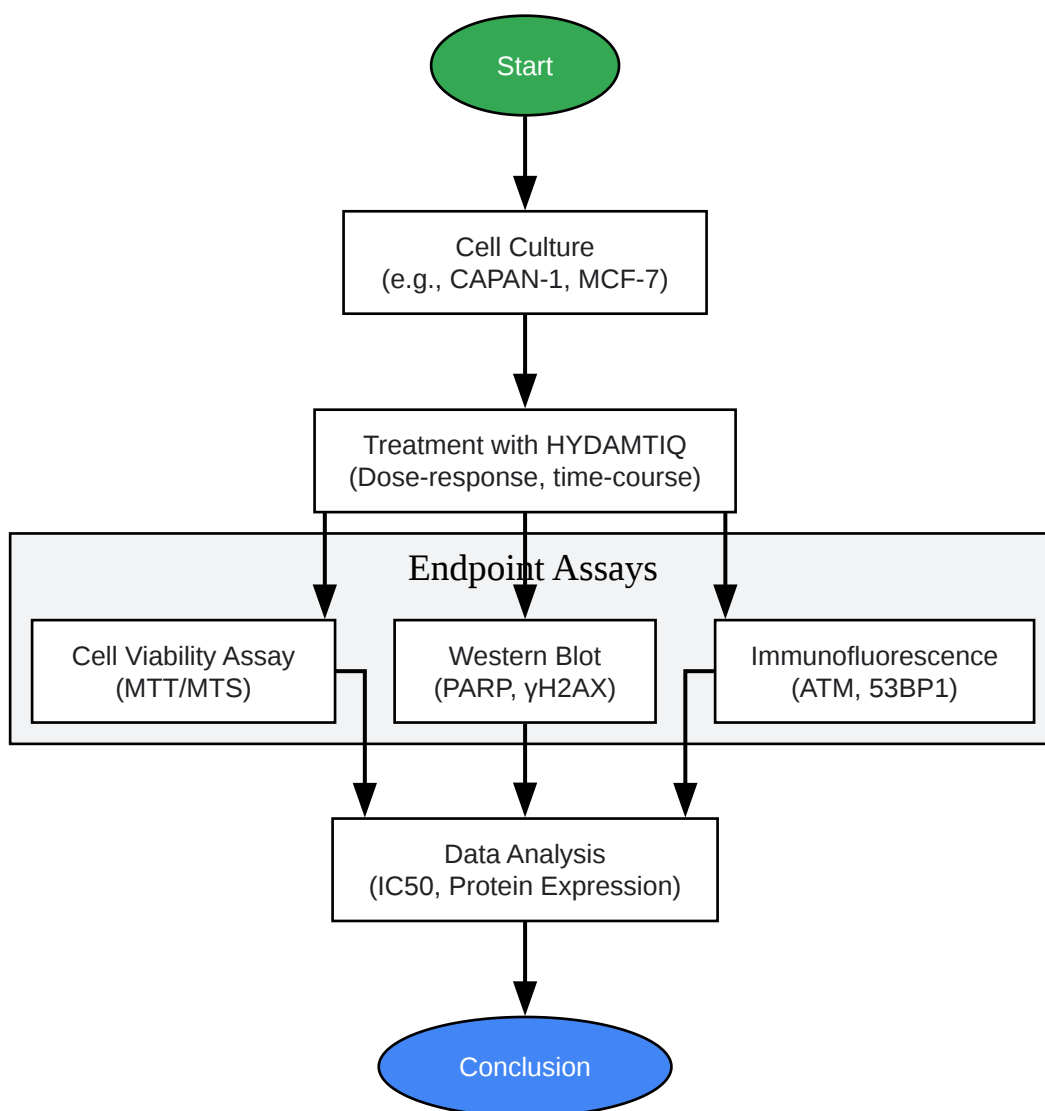 Start
Cell Culture
(e.g., CAPAN-1, MCF-7)
Treatment with HYDAMTIQ
(Dose-response, time-course)
Endpoint Assays
Cell Viability Assay
(MTT/MTS)
Western Blot
(PARP, γH2AX)
Immunofluorescence
(ATM, 53BP1)
Data Analysis
(IC50, Protein Expression)
Conclusion